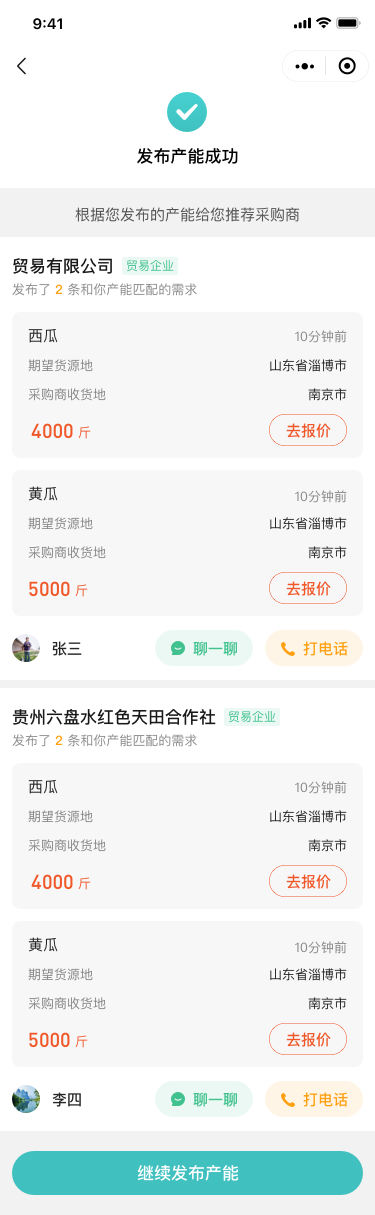 9:41
发布产能成功
根据您发布的产能给您推荐采购商
贸易有限公司 贸易企业
发布了 2 条和你产能匹配的需求
西瓜 10分钟前
期望货源地 山东省淄博市
采购商收货地 南京市
4000 斤 去报价
黄瓜 10分钟前
期望货源地 山东省淄博市
采购商收货地 南京市
5000 斤 去报价
张三 聊一聊 打电话
贵州六盘水红色天田合作社 贸易企业
发布了 2 条和你产能匹配的需求
西瓜 10分钟前
期望货源地 山东省淄博市
采购商收货地 南京市
4000 斤 去报价
黄瓜 10分钟前
期望货源地 山东省淄博市
采购商收货地 南京市
5000 斤 去报价
李四 聊一聊 打电话
继续发布产能